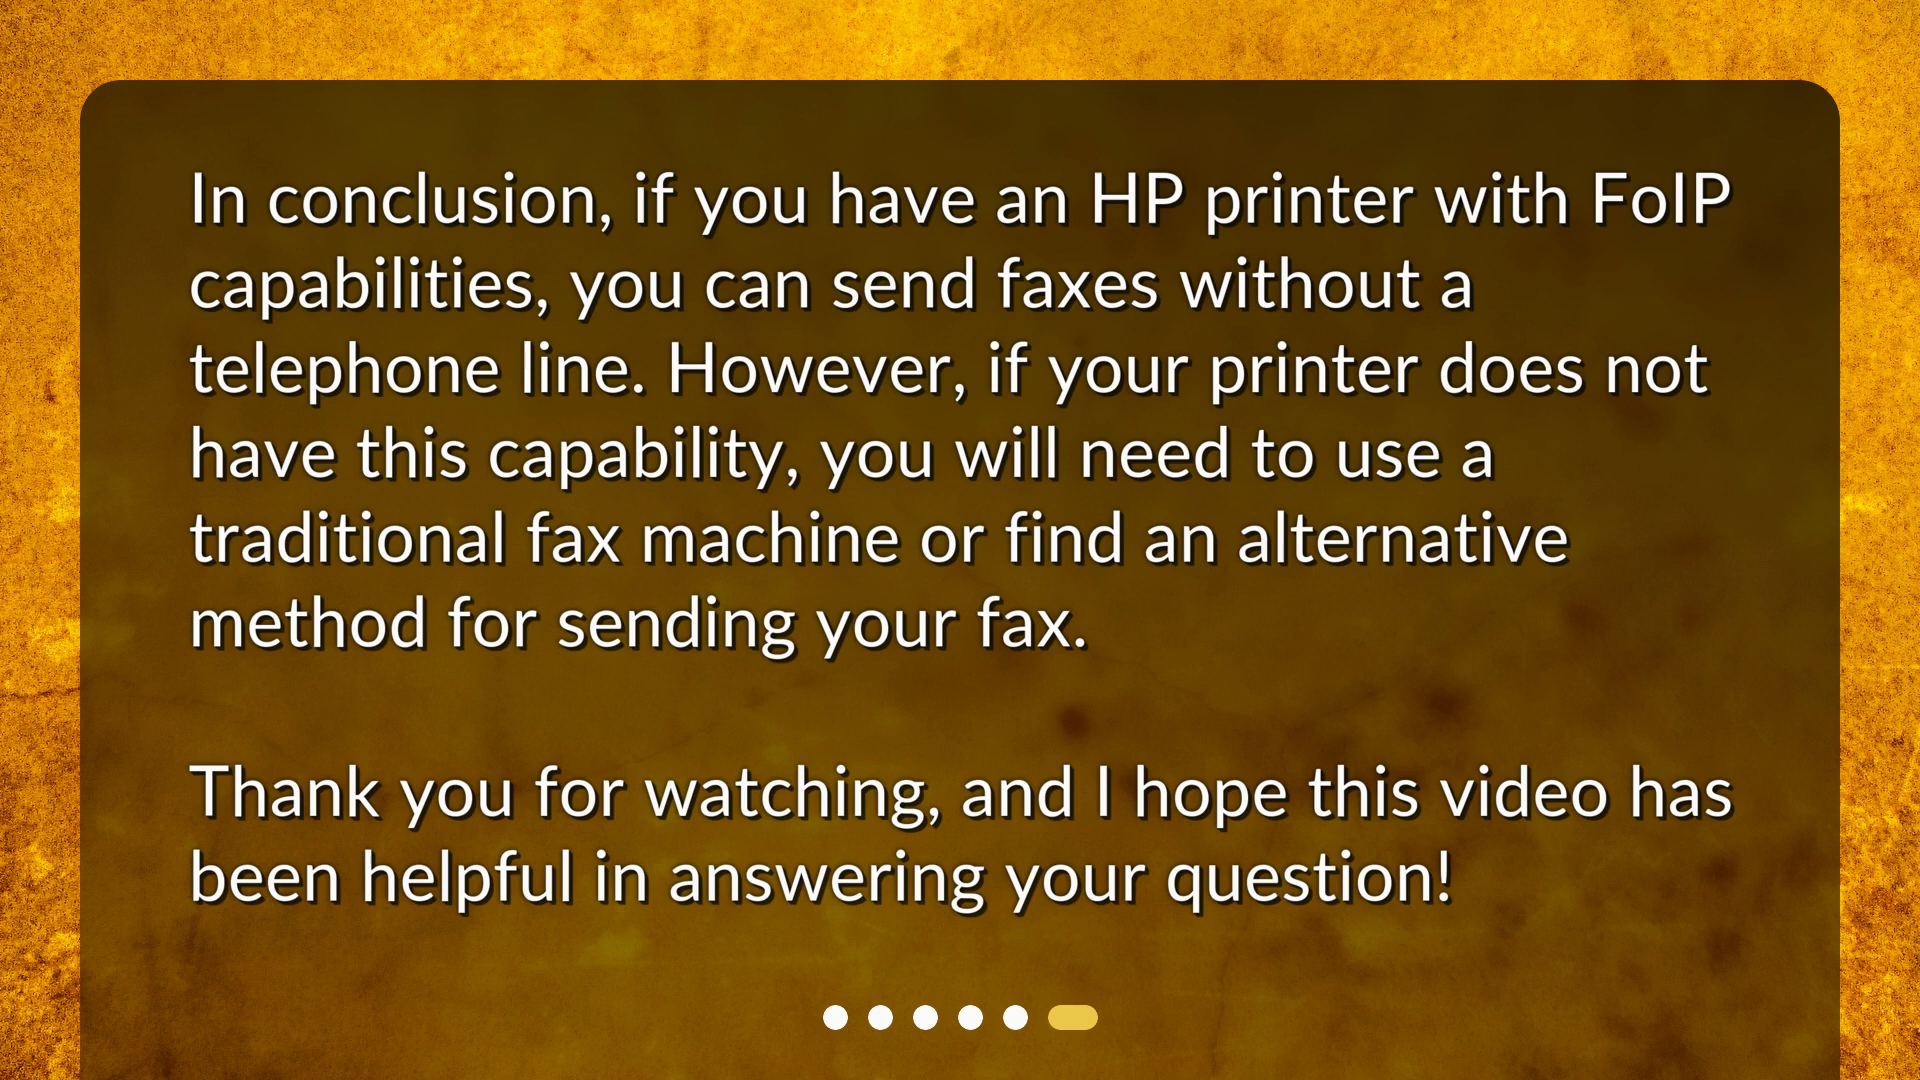 In conclusion, if you have an HP printer with FoIP
capabilities, you can send faxes without a
telephone line. However, if your printer does not
have this capability, you will need to use a
traditional fax machine or find an alternative
method for sending your fax.
Thank you for watching, and I hope this video has
been helpful in answering your question!